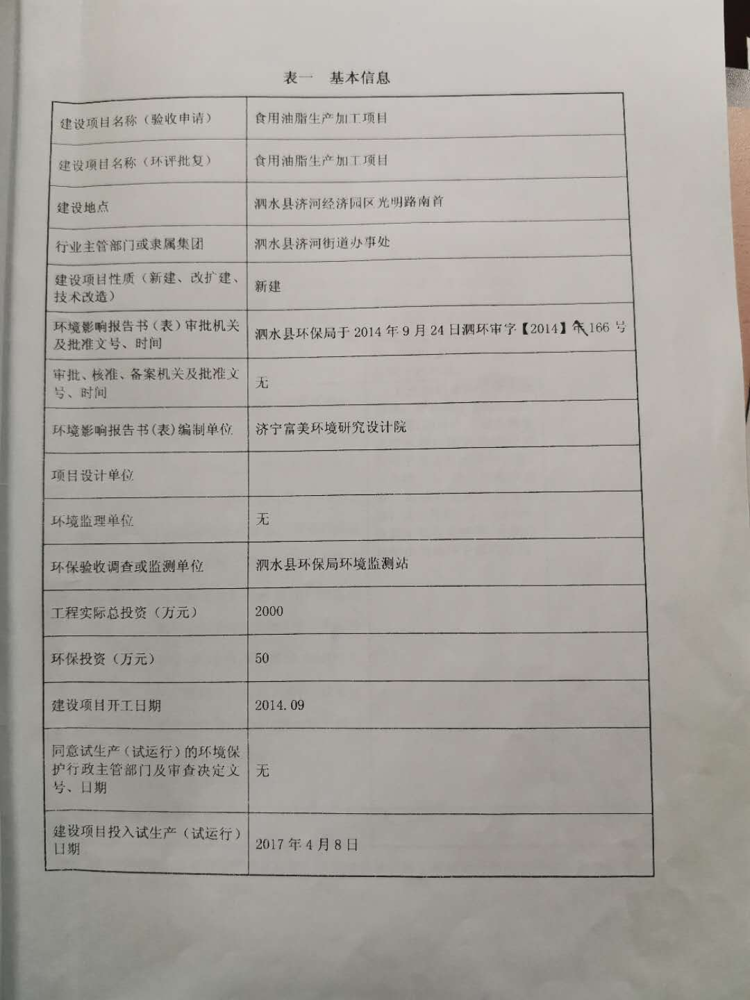 表一 基本信息
建设项目名称（验收申请）
食用油脂生产加工项目
建设项目名称（环评批复）
食用油脂生产加工项目
建设地点
泗水县济河经济园区光明路南首
行业主管部门或隶属集团
泗水县济河街道办事处
建设项目性质（新建、改扩建、
技术改造）
新建
环境影响报告书（表）审批机关
及批准文号、时间
泗水县环保局于 2014 年 9 月 24 日泗环审字【2014】年 166 号
审批、核准、备案机关及批准文
号、时间
无
环境影响报告书(表)编制单位
济宁富美环境研究设计院
项目设计单位
环境监理单位
无
环保验收调查或监测单位
泗水县环保局环境监测站
工程实际总投资（万元）
2000
环保投资（万元）
50
建设项目开工日期
2014.09
同意试生产（试运行）的环境保
护行政主管部门及审查决定文
号、日期
无
建设项目投入试生产（试运行）
日期
2017 年 4 月 8 日